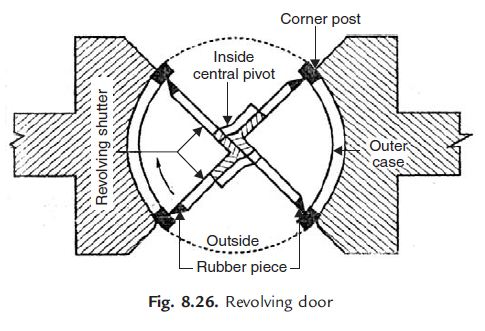 Corner post
Inside
central pivot
Revolving shutter
Outer
case
Outside
Rubber piece
Fig. 8.26. Revolving door